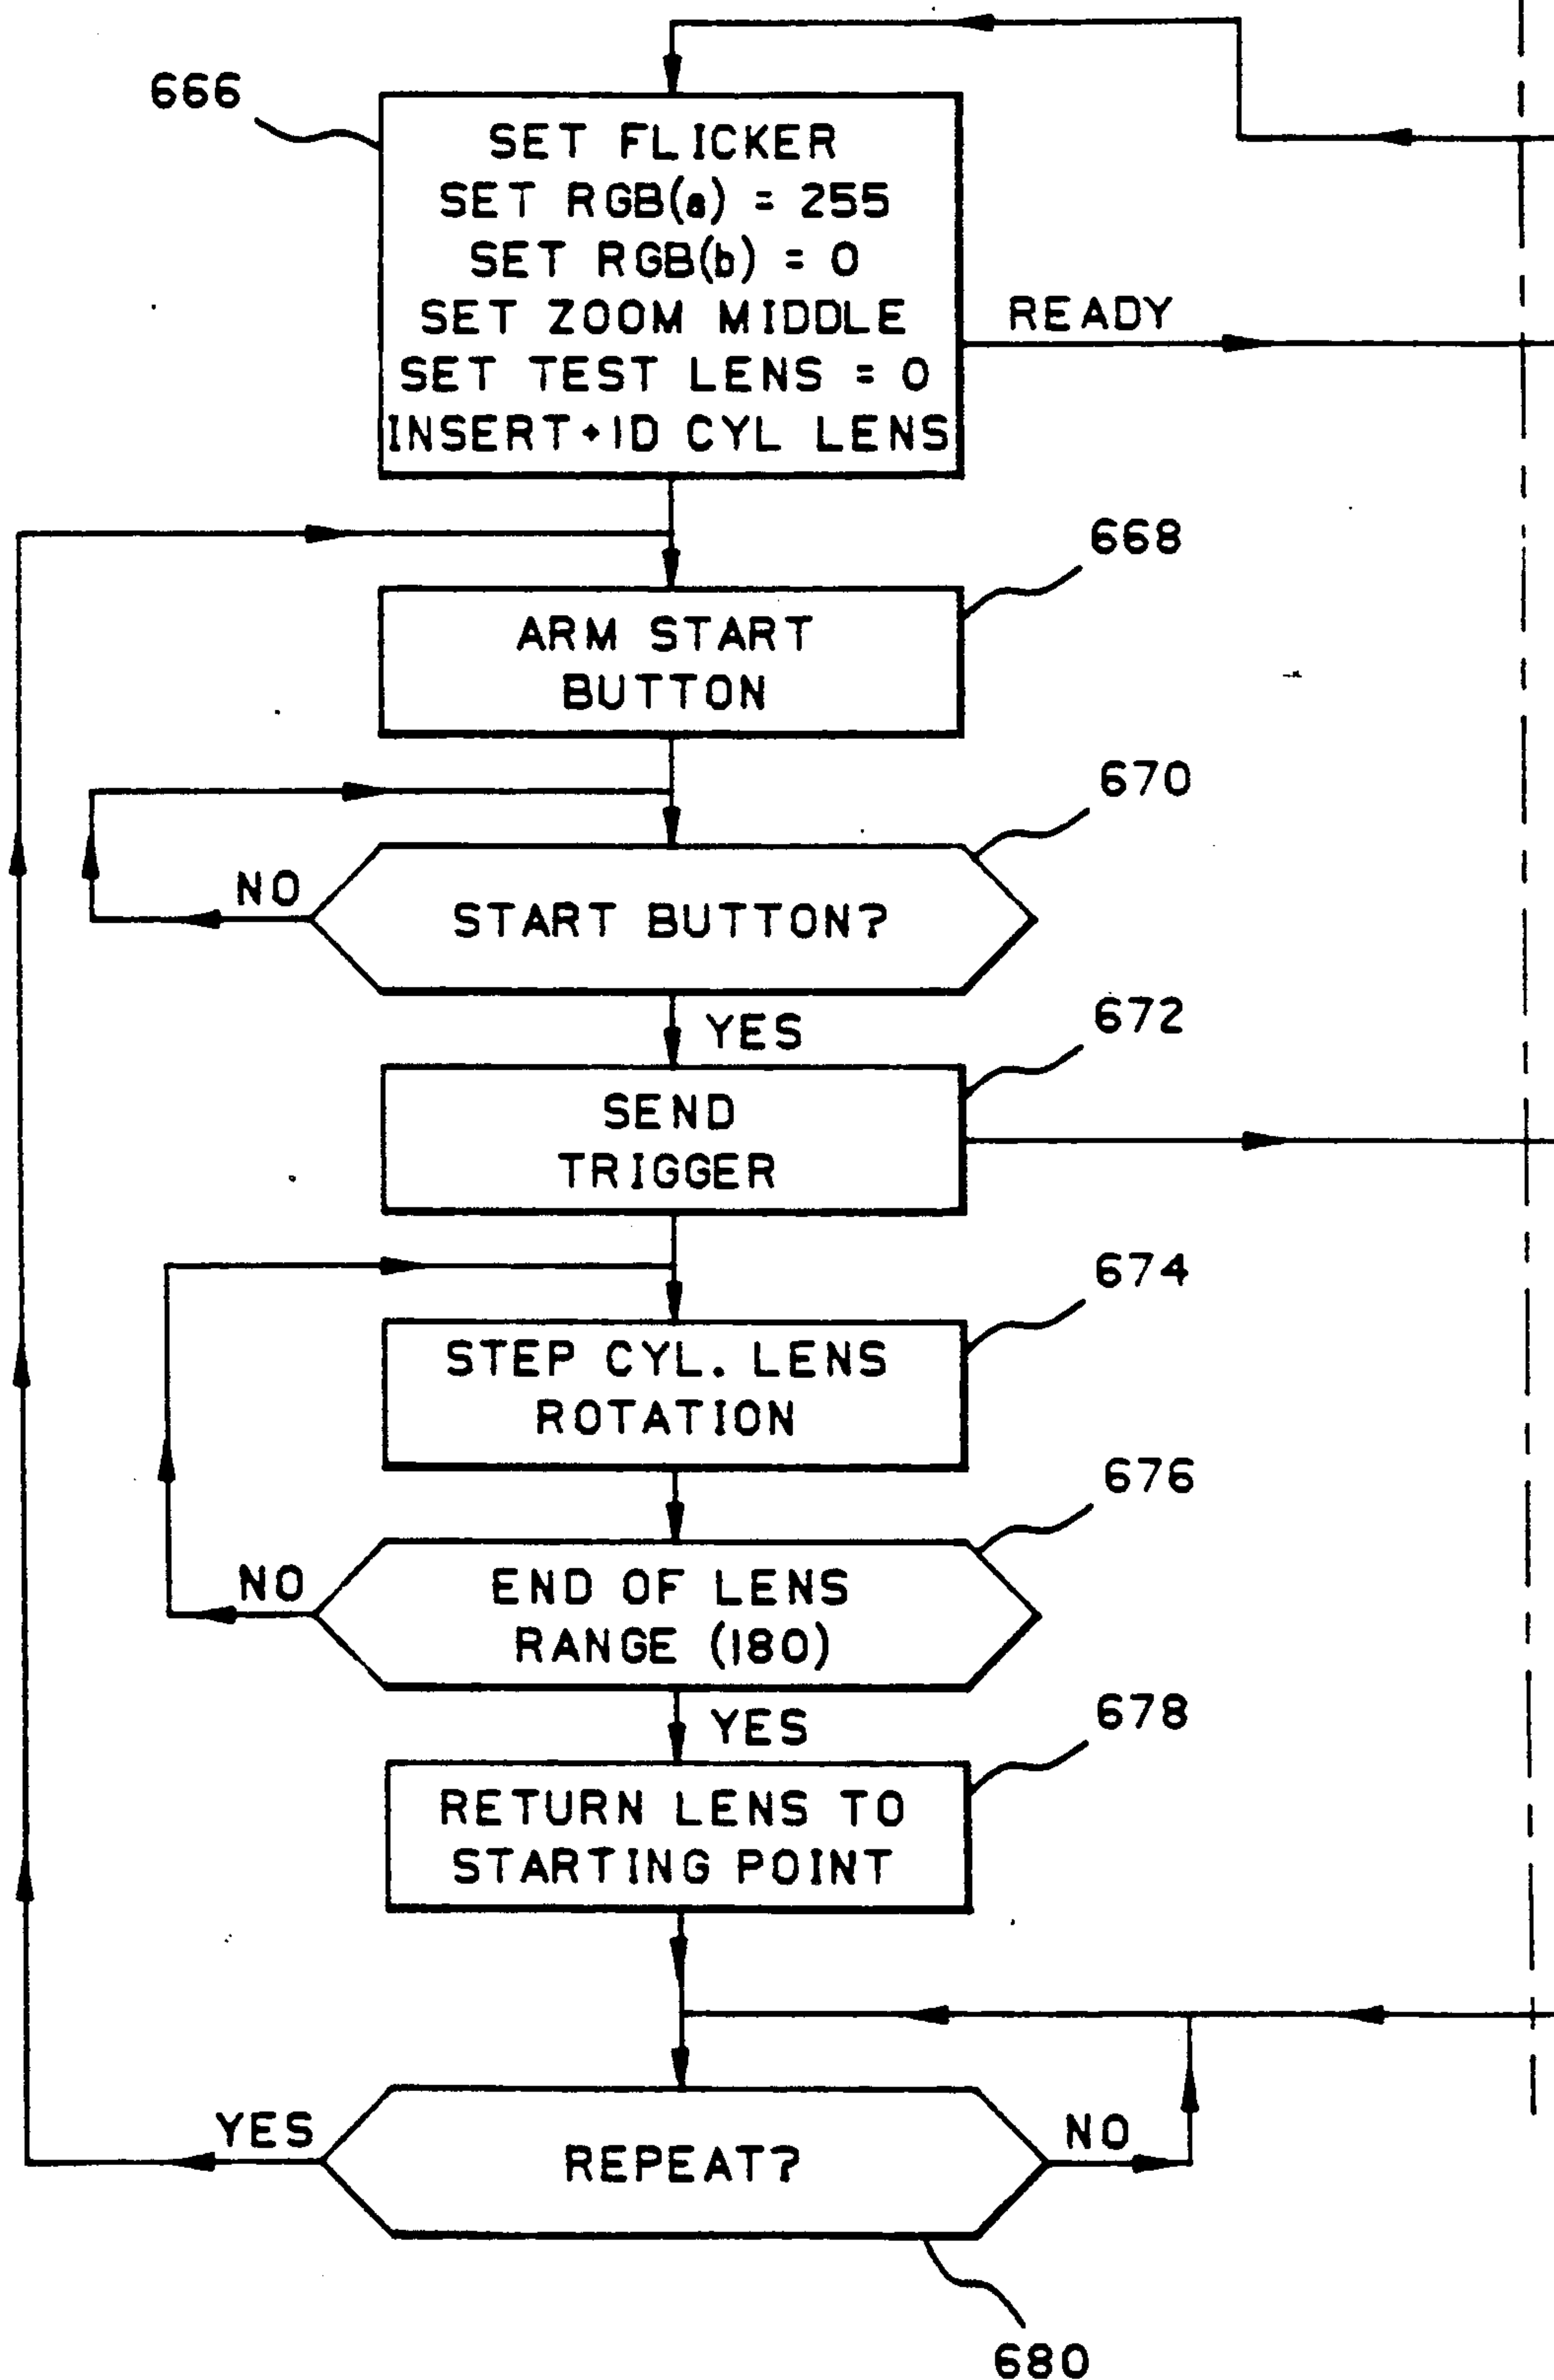 666
SET FLICKER
SET RGB(a) = 255
SET RGB(b) = 0
SET ZOOM MIDDLE
READY
SET TEST LENS = 0
INSERT+1D CYL LENS
668
ARM START
BUTTON
670
NO
START BUTTON?
YES
672
SEND
TRIGGER
674
STEP CYL. LENS
ROTATION
676
NO
END OF LENS
RANGE (180)
YES
678
RETURN LENS TO
STARTING POINT
YES
REPEAT?
NO
680